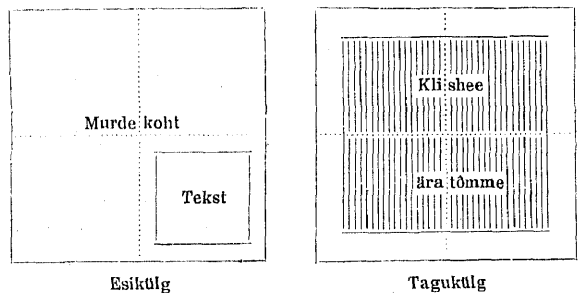 Murde koht
Tekst
Esikülg
Klishee
ära tõmme
Tagukülg